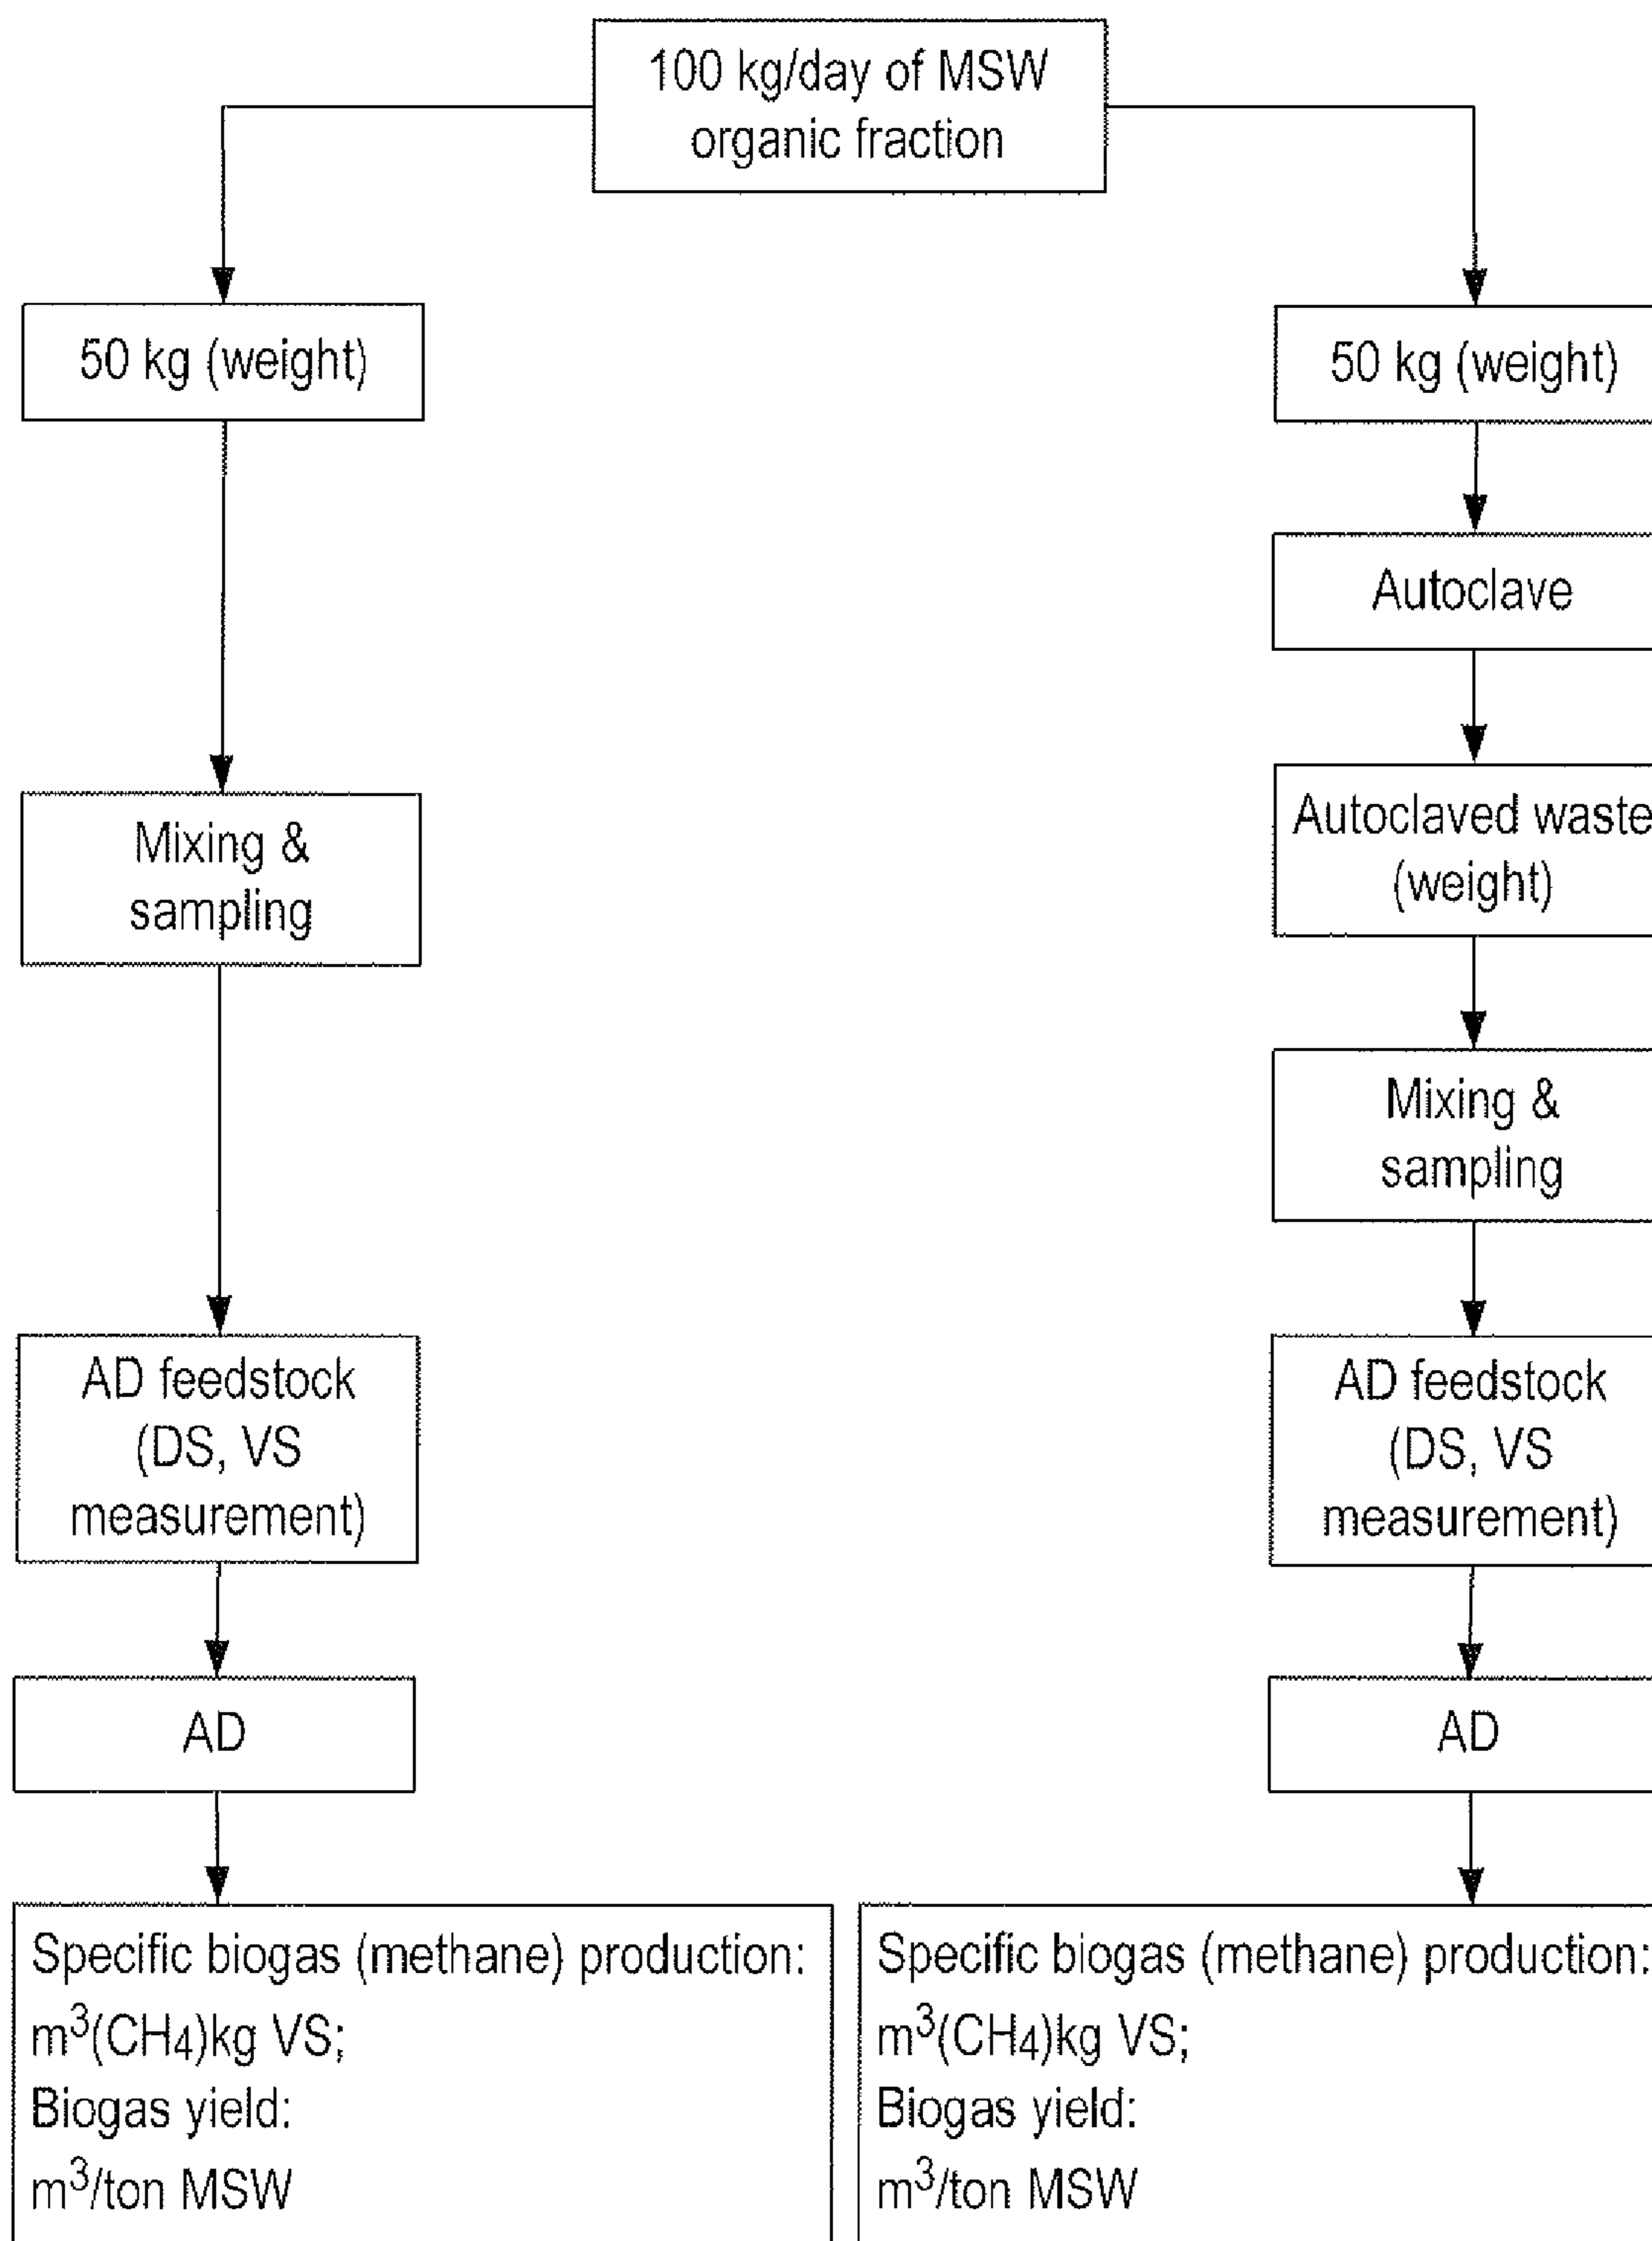 100 kg/day of MSW
organic fraction
50 kg (weight)
Mixing &
sampling
AD feedstock
(DS, VS
measurement)
AD
Specific biogas (methane) production:
m³(CH₄)kg VS;
Biogas yield:
m³/ton MSW
50 kg (weight)
Autoclave
Autoclaved waste
(weight)
Mixing &
sampling
AD feedstock
(DS, VS
measurement)
AD
Specific biogas (methane) production:
m³(CH₄)kg VS;
Biogas yield:
m³/ton MSW